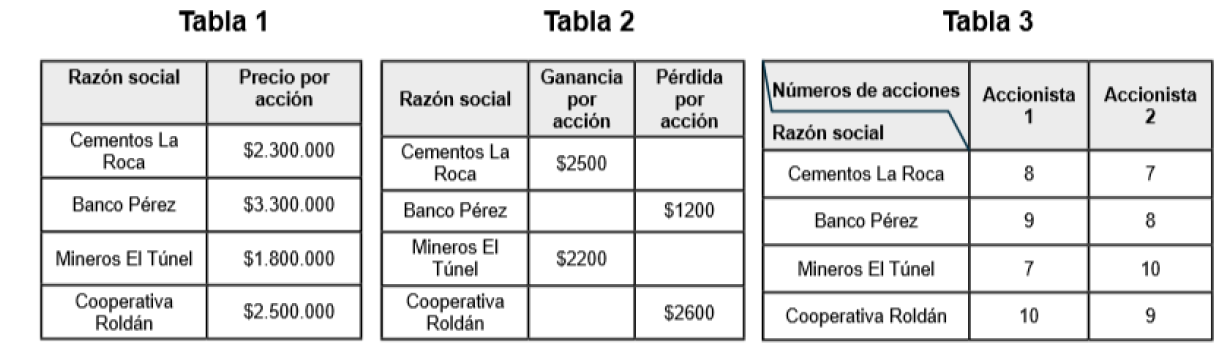 Tabla 1
Razón social Precio por
acción
Cementos La
Roca $2.300.000
Banco Pérez $3.300.000
Mineros El Túnel $1.800.000
Cooperativa
Roldán $2.500.000
Tabla 2
Razón social Ganancia
por
acción Pérdida
por
acción
Cementos La
Roca $2500
Banco Pérez $1200
Mineros El
Túnel $2200
Cooperativa
Roldán $2600
Tabla 3
Números de acciones
Razón social Accionista
1 Accionista
2
Cementos La Roca 8 7
Banco Pérez 9 8
Mineros El Túnel 7 10
Cooperativa Roldán 10 9